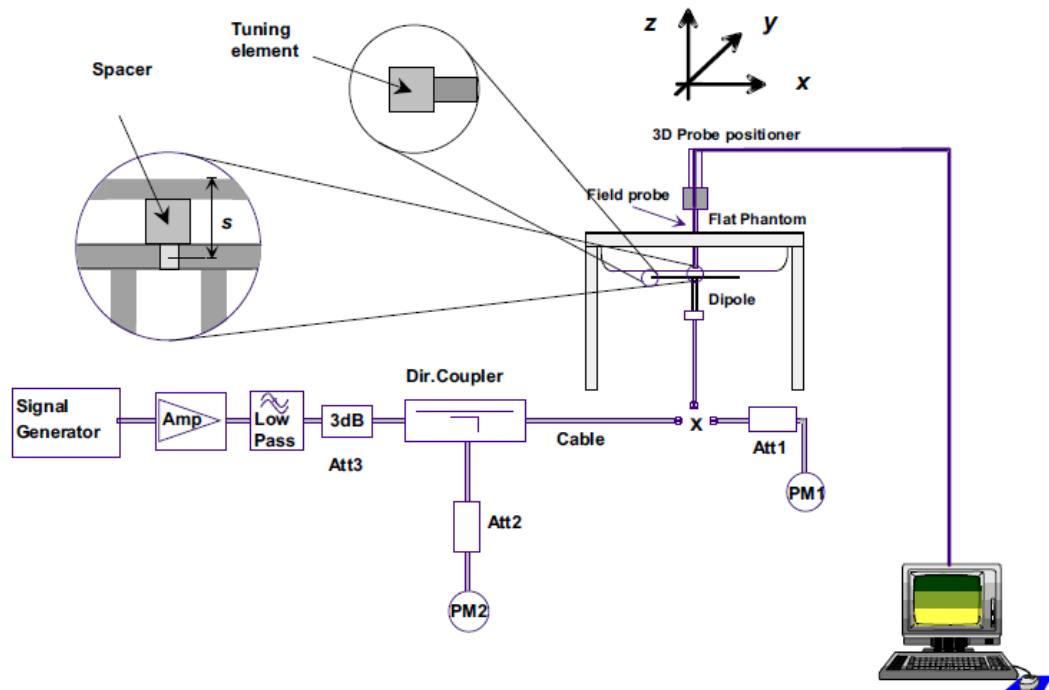 Tuning
element
Spacer
s
z
y
x
3D Probe positioner
Field probe
Flat Phantom
Dipole
Dir.Coupler
Signal
Generator
Amp
Low
Pass
3dB
Att3
Cable
x
Att1
PM1
Att2
PM2